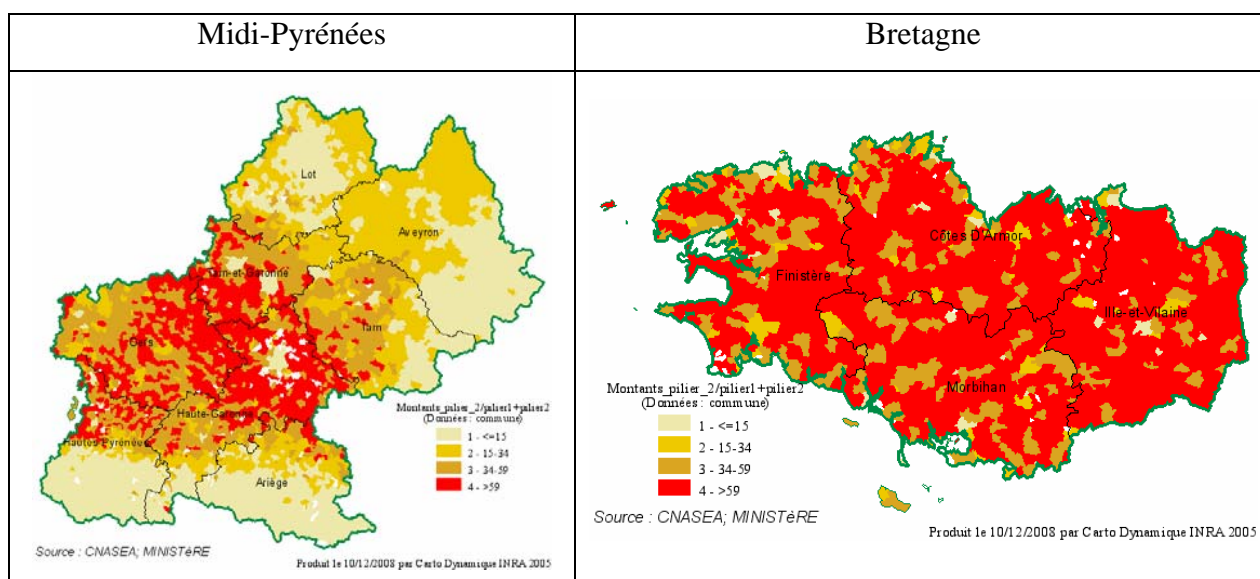 Midi-Pyrénées
Bretagne
Lot
Aveyron
Tarn-et-Garonne
Tarn
Gers
Haute-Garonne
Hautes Pyrénées
Ariège
Montants_pilier_2/pilier1+pilier2
(Données : commune)
1 - <=15
2 - 15-34
3 - 34-59
4 - >59
Source : CNASEA; MINISTèRE
Produit le 10/12/2008 par Carto Dynamique INRA 2005
Côtes D'Armor
Finistère
Ille-et-Vilaine
Morbihan
Montants_pilier_2/pilier1+pilier2
(Données : commune)
1 - <=15
2 - 15-34
3 - 34-59
4 - >59
Source : CNASEA; MINISTèRE
Produit le 10/12/2008 par Carto Dynamique INRA 2005